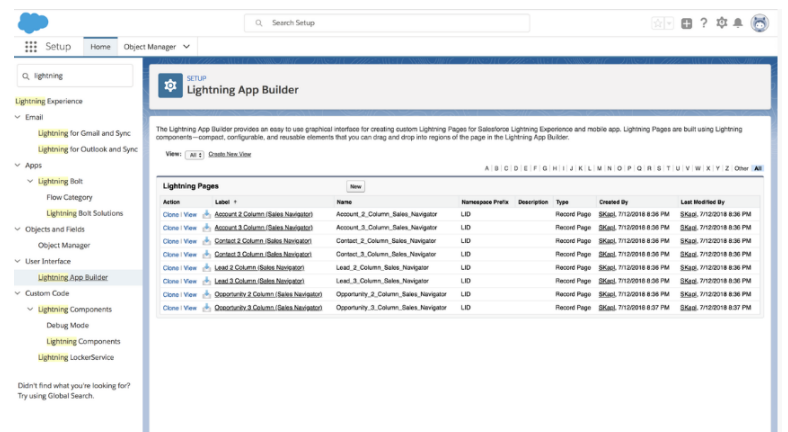 Search Setup
Setup
Home
Object Manager
lightning
Lightning Experience
Email
Lightning for Gmail and Sync
Lightning for Outlook and Sync
Apps
Lightning Bolt
Flow Category
Lightning Bolt Solutions
Objects and Fields
Object Manager
User Interface
Lightning App Builder
Custom Code
Lightning Components
Debug Mode
Lightning Components
Lightning LockerService
Didn't find what you're looking for?
Try using Global Search.
SETUP
Lightning App Builder
The Lightning App Builder provides an easy to use graphical interface for creating custom Lightning Pages for Salesforce Lightning Experience and mobile app. Lightning Pages are built using Lightning
components—compact, configurable, and reusable elements that you can drag and drop into regions of the page in the Lightning App Builder.
View: All Create New View
A | B | C | D | E | F | G | H | I | J | K | L | M | N | O | P | Q | R | S | T | U | V | W | X | Y | Z | Other | All
Lightning Pages New
Action Label ↑ Name Namespace Prefix Description Type Created By Last Modified By
Clone | View Account 2 Column (Sales Navigator) Account_2_Column_Sales_Navigator LID Record Page SKapl, 7/12/2018 8:36 PM SKapl, 7/12/2018 8:36 PM
Clone | View Account 3 Column (Sales Navigator) Account_3_Column_Sales_Navigator LID Record Page SKapl, 7/12/2018 8:36 PM SKapl, 7/12/2018 8:36 PM
Clone | View Contact 2 Column (Sales Navigator) Contact_2_Column_Sales_Navigator LID Record Page SKapl, 7/12/2018 8:36 PM SKapl, 7/12/2018 8:36 PM
Clone | View Contact 3 Column (Sales Navigator) Contact_3_Column_Sales_Navigator LID Record Page SKapl, 7/12/2018 8:36 PM SKapl, 7/12/2018 8:36 PM
Clone | View Lead 2 Column (Sales Navigator) Lead_2_Column_Sales_Navigator LID Record Page SKapl, 7/12/2018 8:36 PM SKapl, 7/12/2018 8:36 PM
Clone | View Lead 3 Column (Sales Navigator) Lead_3_Column_Sales_Navigator LID Record Page SKapl, 7/12/2018 8:36 PM SKapl, 7/12/2018 8:36 PM
Clone | View Opportunity 2 Column (Sales Navigator) Opportunity_2_Column_Sales_Navigator LID Record Page SKapl, 7/12/2018 8:36 PM SKapl, 7/12/2018 8:36 PM
Clone | View Opportunity 3 Column (Sales Navigator) Opportunity_3_Column_Sales_Navigator LID Record Page SKapl, 7/12/2018 8:37 PM SKapl, 7/12/2018 8:37 PM